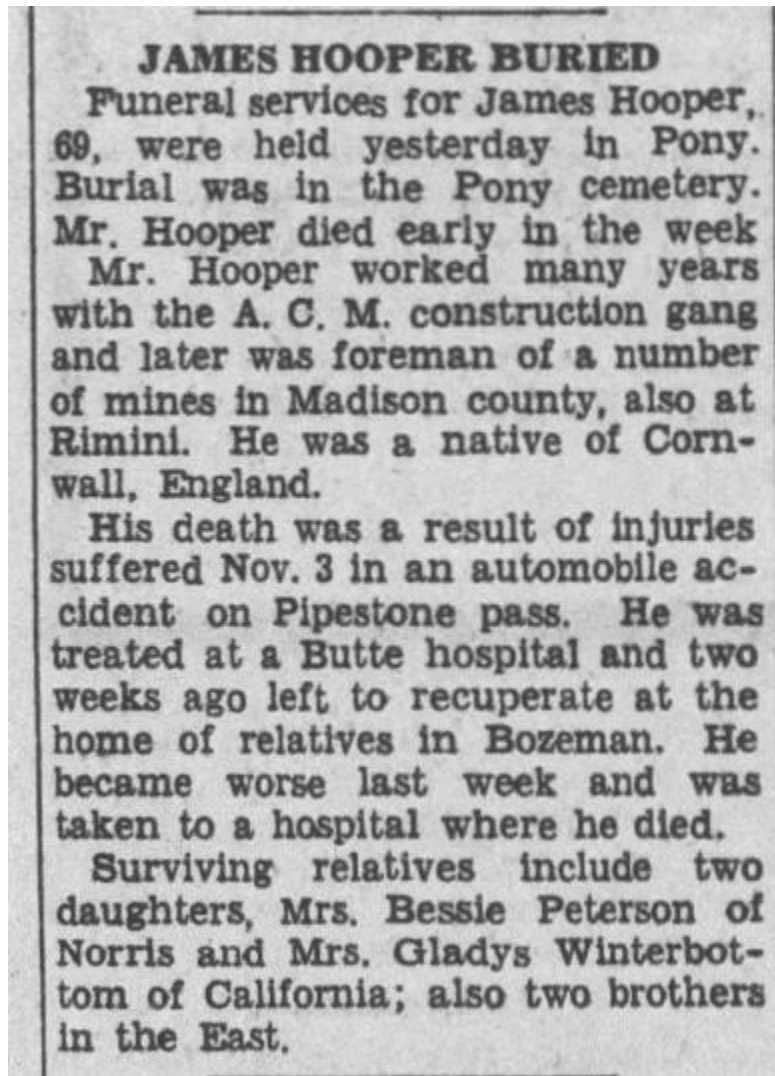 JAMES HOOPER BURIED
Funeral services for James Hooper,
69, were held yesterday in Pony.
Burial was in the Pony cemetery.
Mr. Hooper died early in the week
Mr. Hooper worked many years
with the A. C. M. construction gang
and later was foreman of a number
of mines in Madison county, also at
Rimini. He was a native of Corn-
wall, England.
His death was a result of injuries
suffered Nov. 3 in an automobile ac-
cident on Pipestone pass. He was
treated at a Butte hospital and two
weeks ago left to recuperate at the
home of relatives in Bozeman. He
became worse last week and was
taken to a hospital where he died.
Surviving relatives include two
daughters, Mrs. Bessie Peterson of
Norris and Mrs. Gladys Winterbot-
tom of California; also two brothers
in the East.